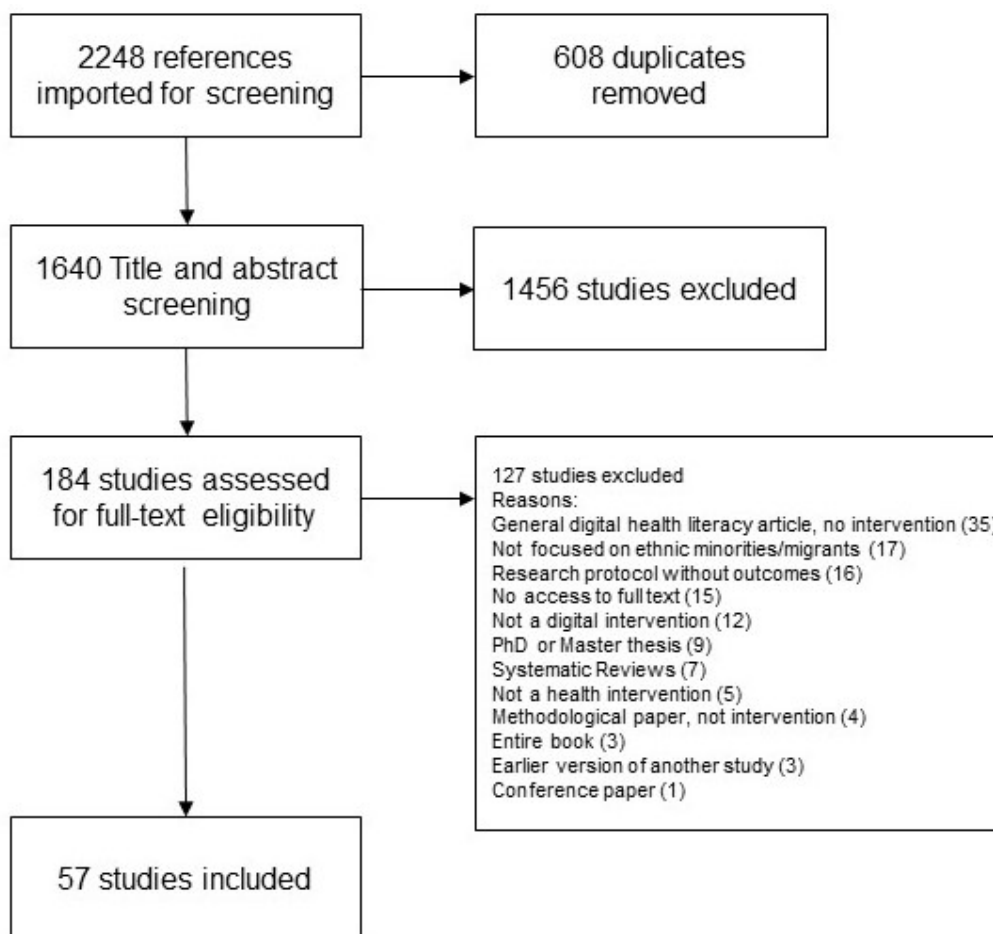 2248 references
imported for screening
608 duplicates
removed
1640 Title and abstract
screening
1456 studies excluded
184 studies assessed
for full-text eligibility
127 studies excluded
Reasons:
General digital health literacy article, no intervention (35)
Not focused on ethnic minorities/migrants (17)
Research protocol without outcomes (16)
No access to full text (15)
Not a digital intervention (12)
PhD or Master thesis (9)
Systematic Reviews (7)
Not a health intervention (5)
Methodological paper, not intervention (4)
Entire book (3)
Earlier version of another study (3)
Conference paper (1)
57 studies included